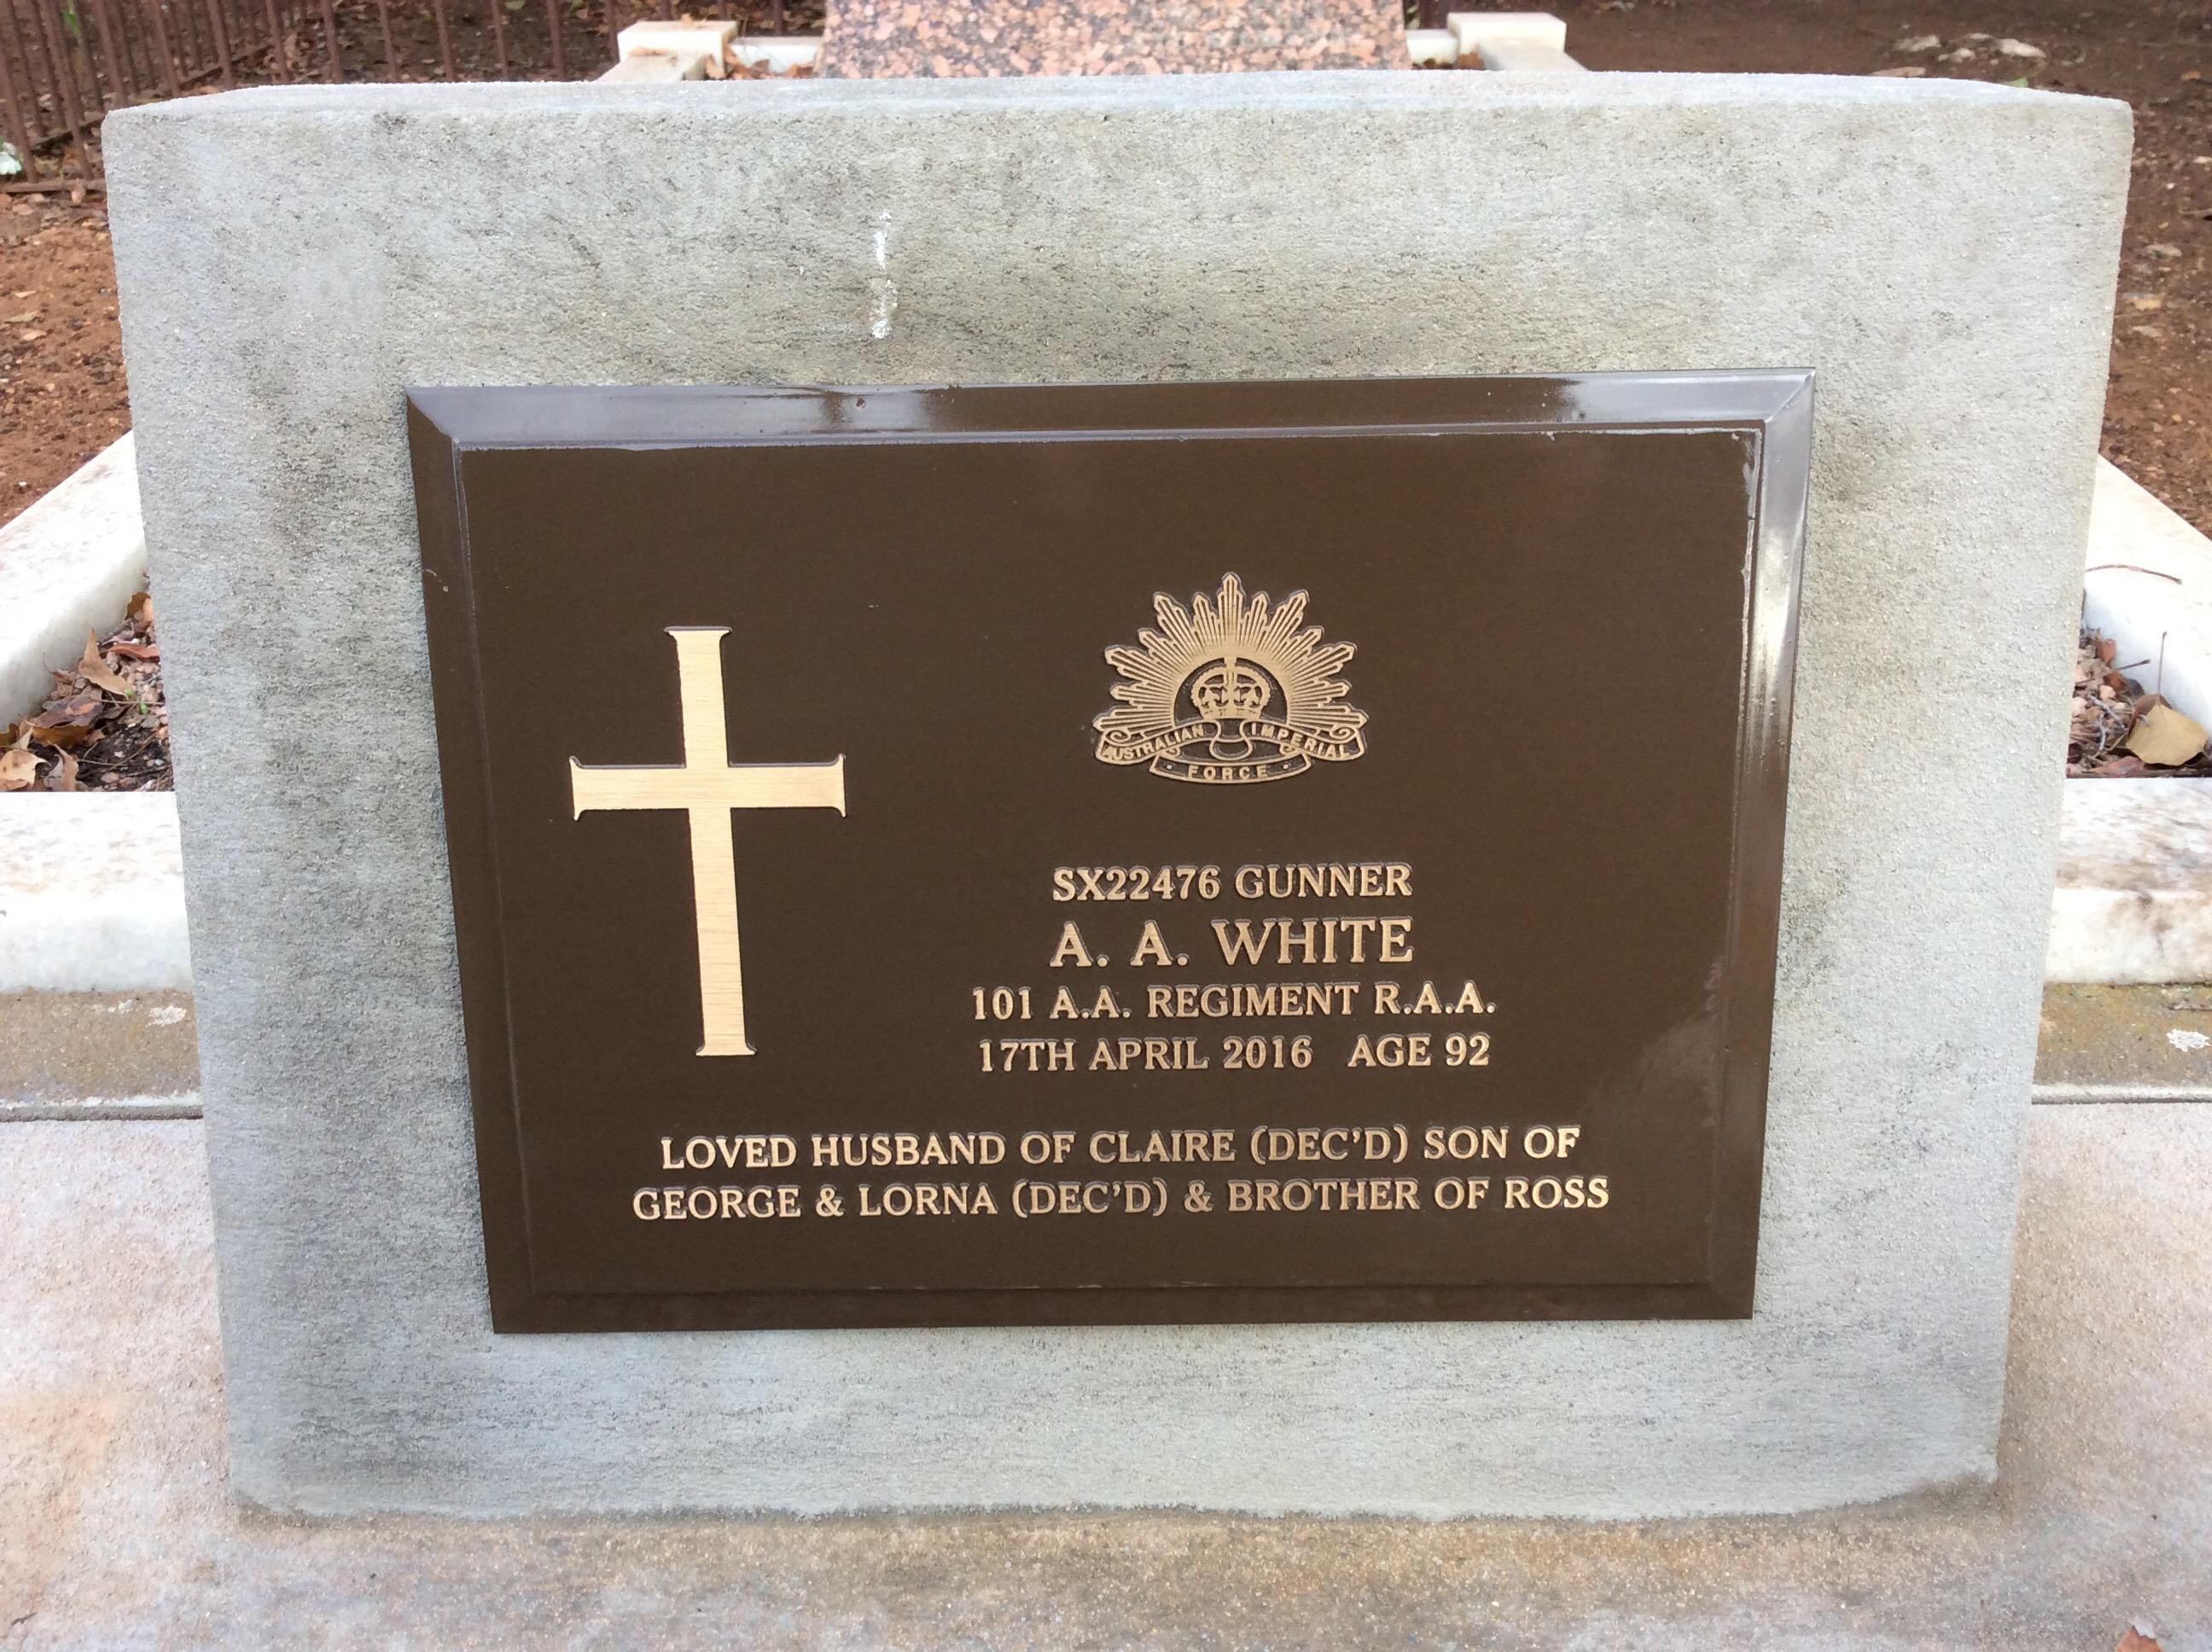 AUSTRALIAN IMPERIAL
FORCE
SX22476 GUNNER
A. A. WHITE
101 A.A. REGIMENT R.A.A.
17TH APRIL 2016 AGE 92
LOVED HUSBAND OF CLAIRE (DEC'D) SON OF
GEORGE & LORNA (DEC'D) & BROTHER OF ROSS